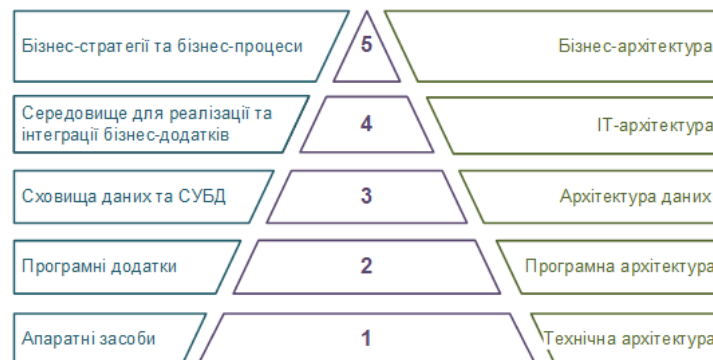 Бізнес-стратегії та бізнес-процеси
5
Бізнес-архітектура
Середовище для реалізації та
інтеграції бізнес-додатків
4
ІТ-архітектура
Сховища даних та СУБД
3
Архітектура даних
Програмні додатки
2
Програмна архітектура
Апаратні засоби
1
Технічна архітектура